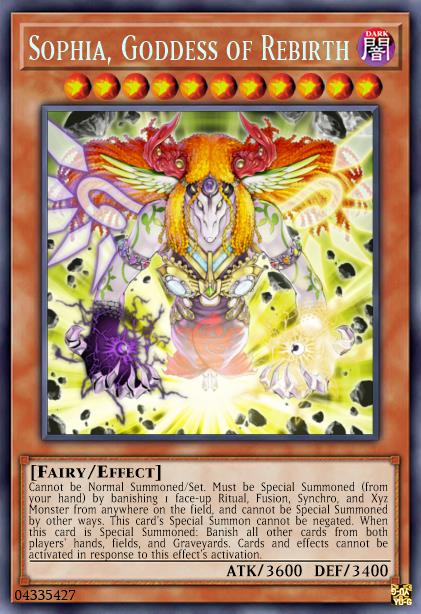 Sophia, Goddess of Rebirth
DARK
闇
[Fairy/Effect]
Cannot be Normal Summoned/Set. Must be Special Summoned (from
your hand) by banishing 1 face-up Ritual, Fusion, Synchro, and Xyz
Monster from anywhere on the field, and cannot be Special Summoned
by other ways. This card's Special Summon cannot be negated. When
this card is Special Summoned: Banish all other cards from both
players' hands, fields, and Graveyards. Cards and effects cannot be
activated in response to this effect's activation.
ATK/3600 DEF/3400
04335427